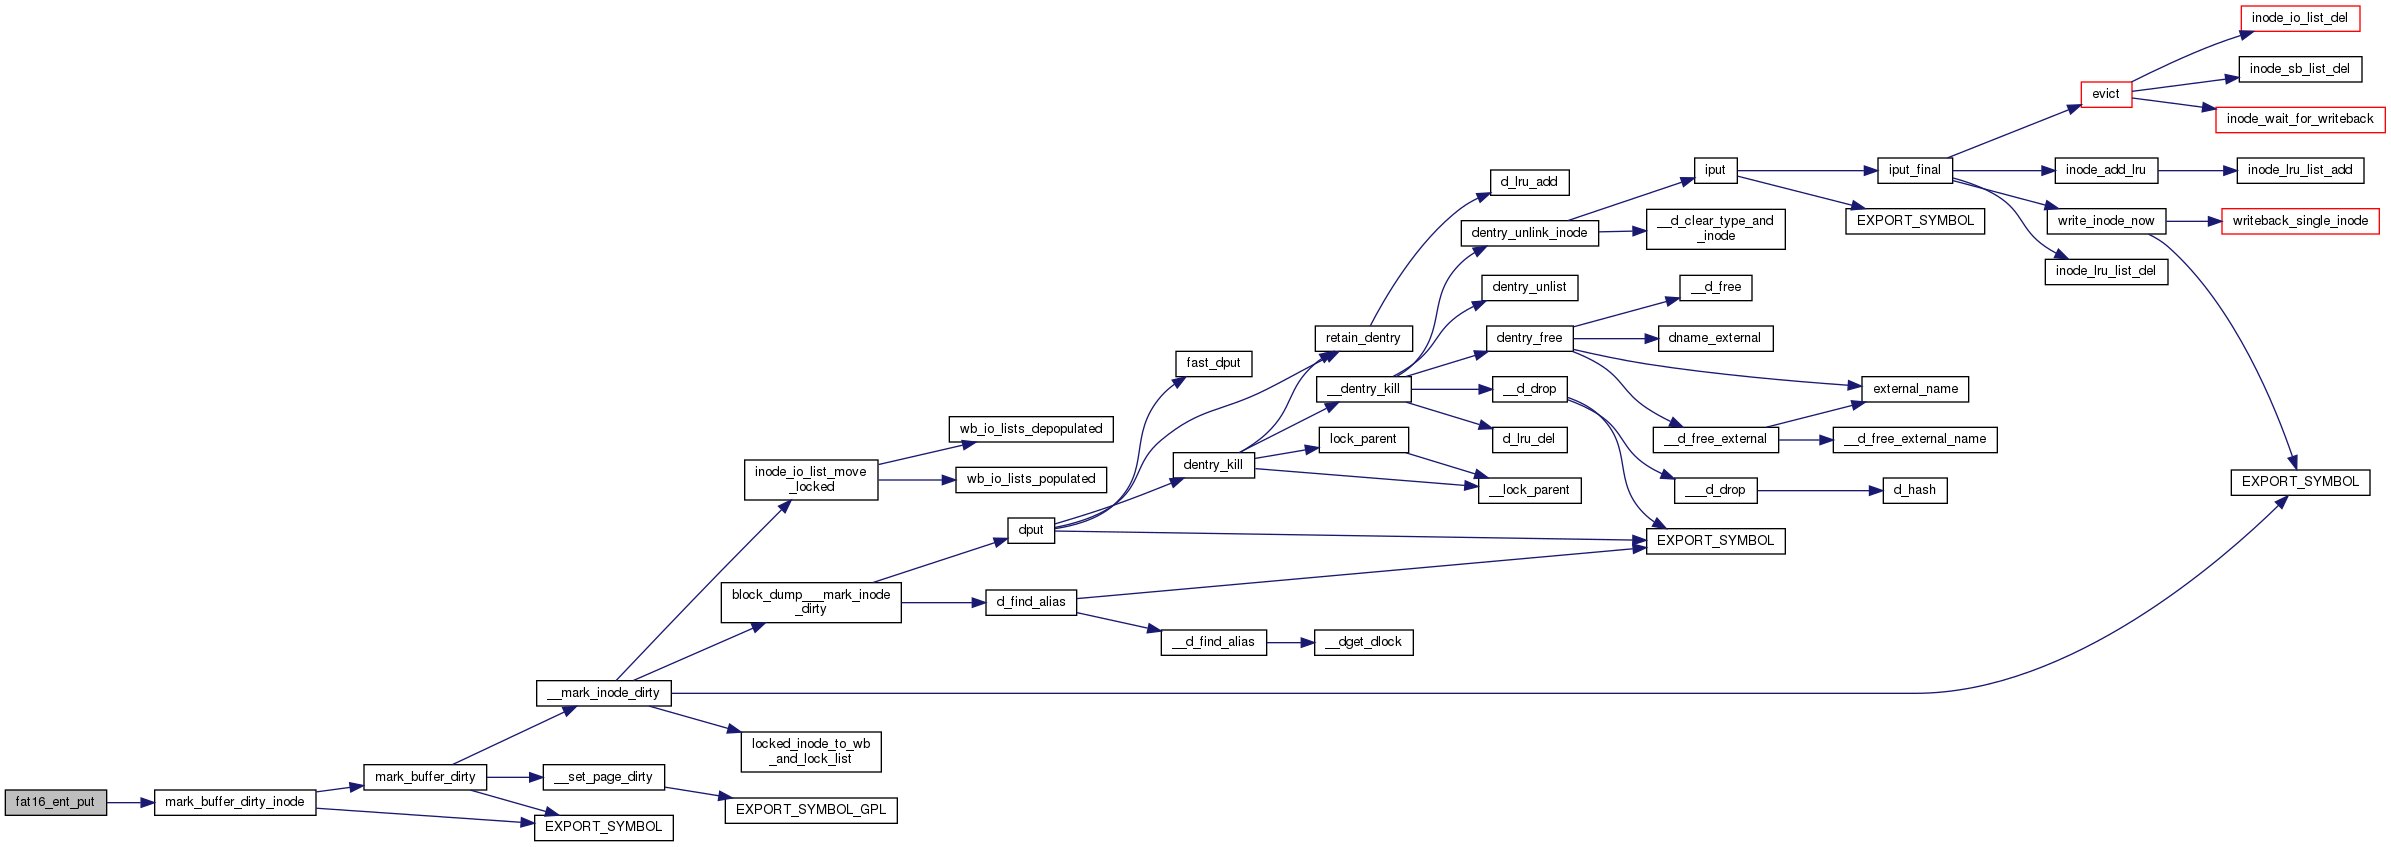 inode_io_list_del
inode_sb_list_del
evict
inode_wait_for_writeback
iput
iput_final
inode_add_lru
inode_lru_list_add
d_lru_add
EXPORT_SYMBOL
write_inode_now
writeback_single_inode
dentry_unlink_inode
__d_clear_type_and
_inode
inode_lru_list_del
dentry_unlist
__d_free
retain_dentry
dentry_free
dname_external
fast_dput
__dentry_kill
__d_drop
external_name
wb_io_lists_depopulated
lock_parent
d_lru_del
__d_free_external
__d_free_external_name
inode_io_list_move
_locked
wb_io_lists_populated
dentry_kill
__lock_parent
___d_drop
d_hash
EXPORT_SYMBOL
dput
EXPORT_SYMBOL
block_dump___mark_inode
_dirty
d_find_alias
__d_find_alias
__dget_dlock
__mark_inode_dirty
locked_inode_to_wb
_and_lock_list
mark_buffer_dirty
__set_page_dirty
fat16_ent_put
mark_buffer_dirty_inode
EXPORT_SYMBOL_GPL
EXPORT_SYMBOL